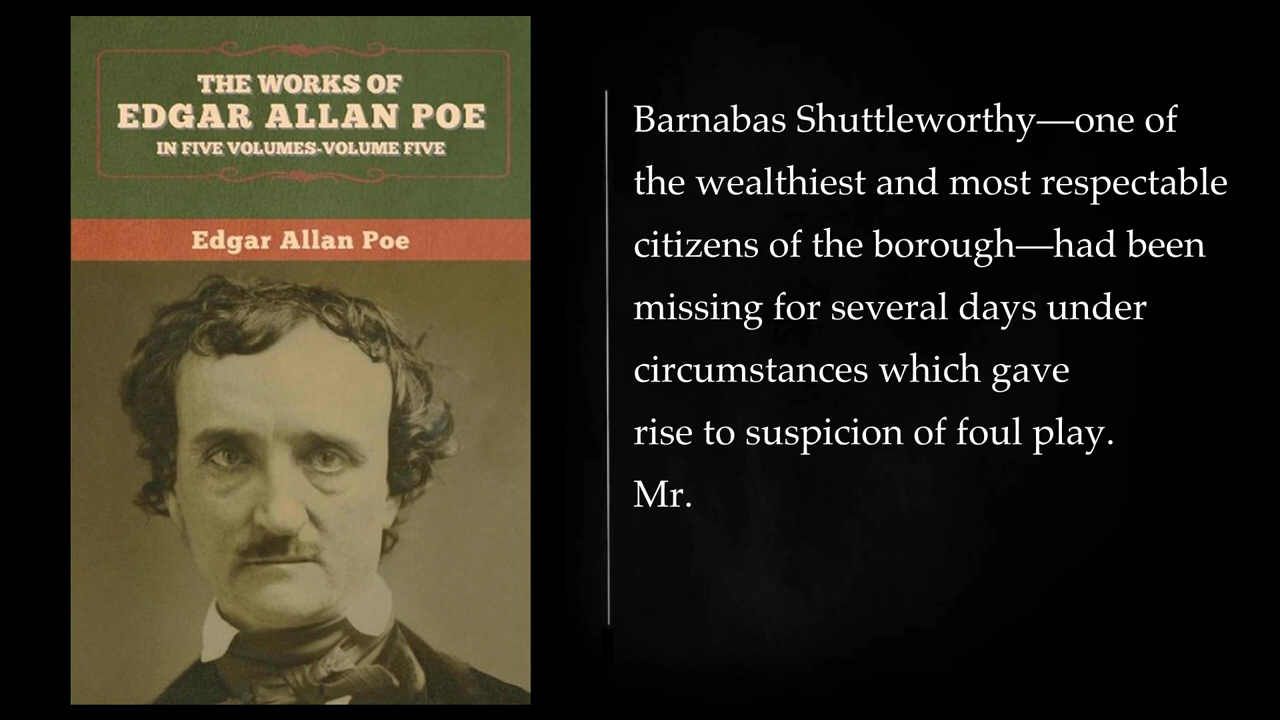 THE WORKS OF
EDGAR ALLAN POE
IN FIVE VOLUMES-VOLUME FIVE
Edgar Allan Poe
Barnabas Shuttleworthy—one of
the wealthiest and most respectable
citizens of the borough—had been
missing for several days under
circumstances which gave
rise to suspicion of foul play.
Mr.